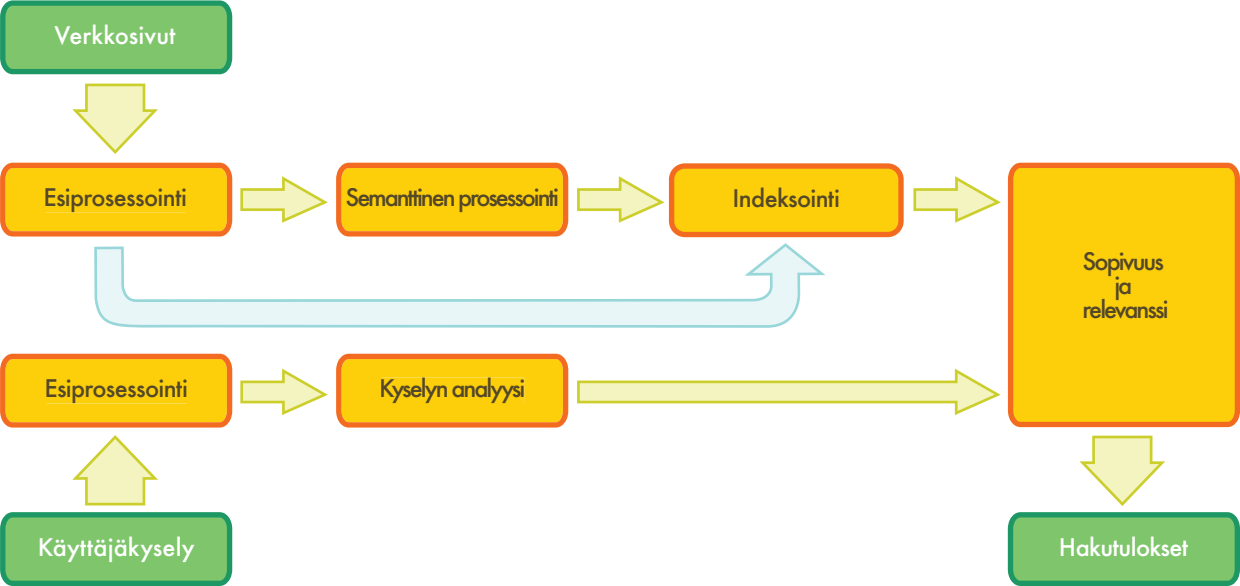 Verkkosivut
Esiprosessointi
Semanttinen prosessointi
Indeksointi
Sopivuus
ja
relevanssi
Esiprosessointi
Kyselyn analyysi
Käyttäjäkysely
Hakutulokset